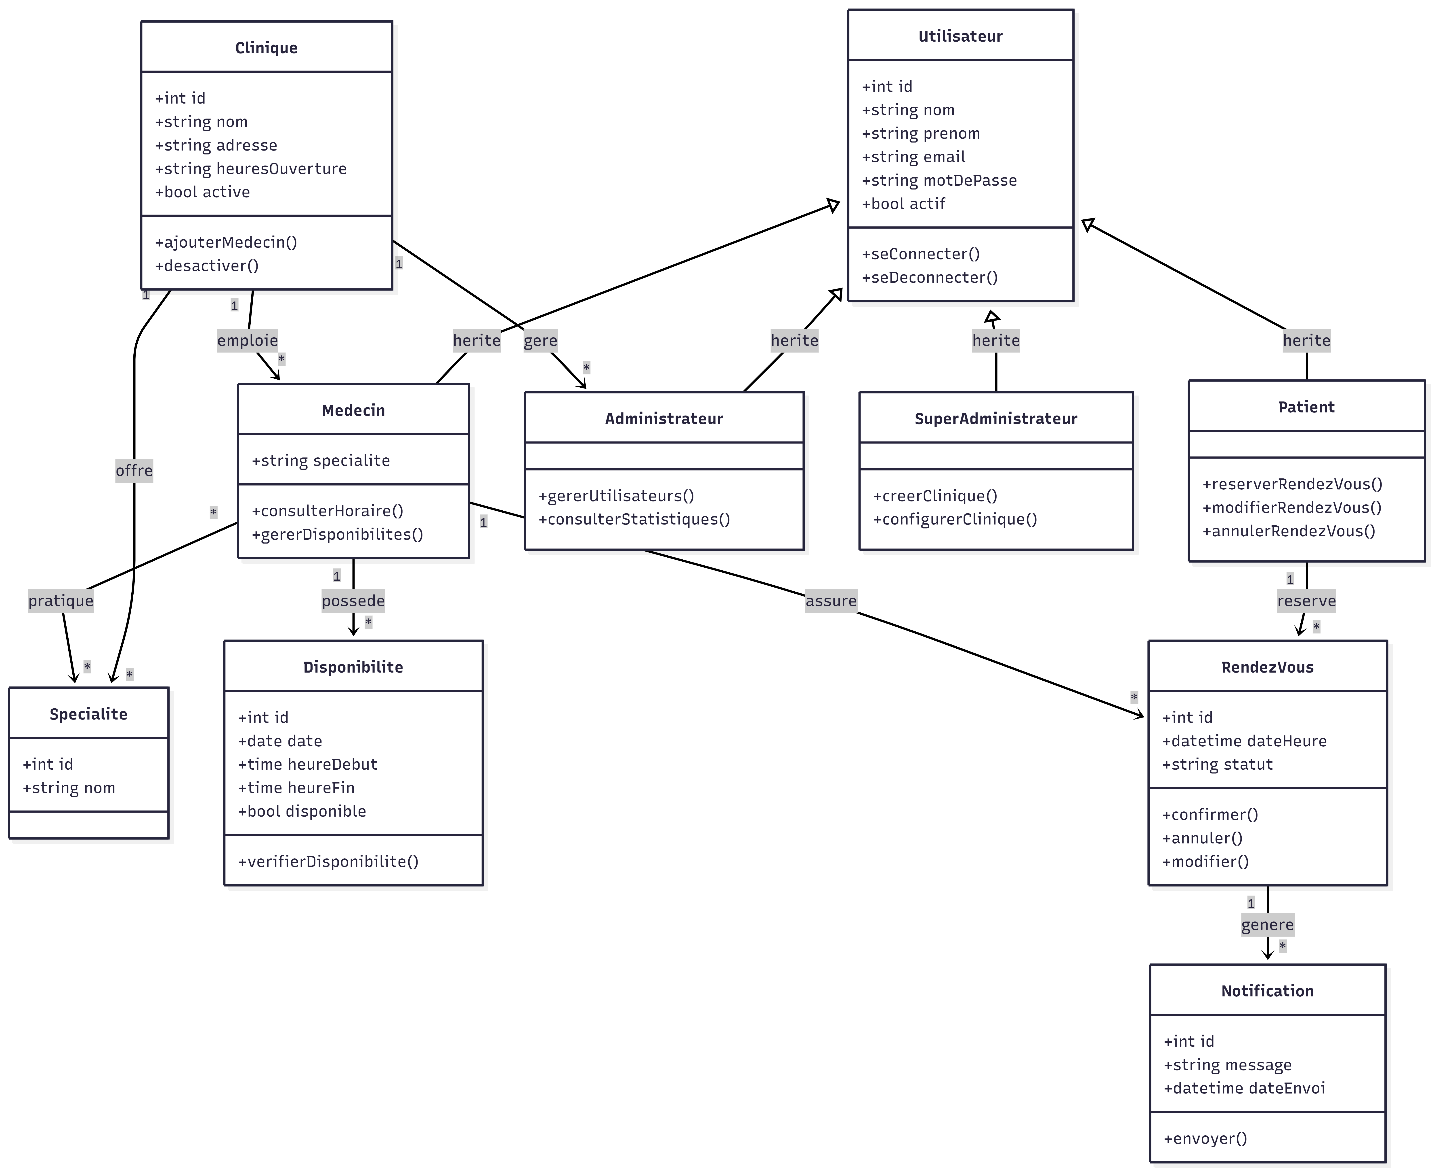 Clinique
+int id
+string nom
+string adresse
+string heuresOuverture
+bool active
+ajouterMedecin()
+desactiver()
Utilisateur
+int id
+string nom
+string prenom
+string email
+string motDePasse
+bool actif
+seConnecter()
+seDeconnecter()
1
1
1
emploie
*
herite
gere
*
herite
herite
herite
Medecin
+string specialite
+consulterHoraire()
+gererDisponibilites()
Administrateur
+gererUtilisateurs()
+consulterStatistiques()
SuperAdministrateur
+creerClinique()
+configurerClinique()
Patient
+reserverRendezVous()
+modifierRendezVous()
+annulerRendezVous()
offre
*
1
pratique
1
possede
*
assure
1
reserve
*
*
*
*
Specialite
+int id
+string nom
Disponibilite
+int id
+date date
+time heureDebut
+time heureFin
+bool disponible
+verifierDisponibilite()
RendezVous
+int id
+datetime dateHeure
+string statut
+confirmer()
+annuler()
+modifier()
1
genere
*
Notification
+int id
+string message
+datetime dateEnvoi
+envoyer()